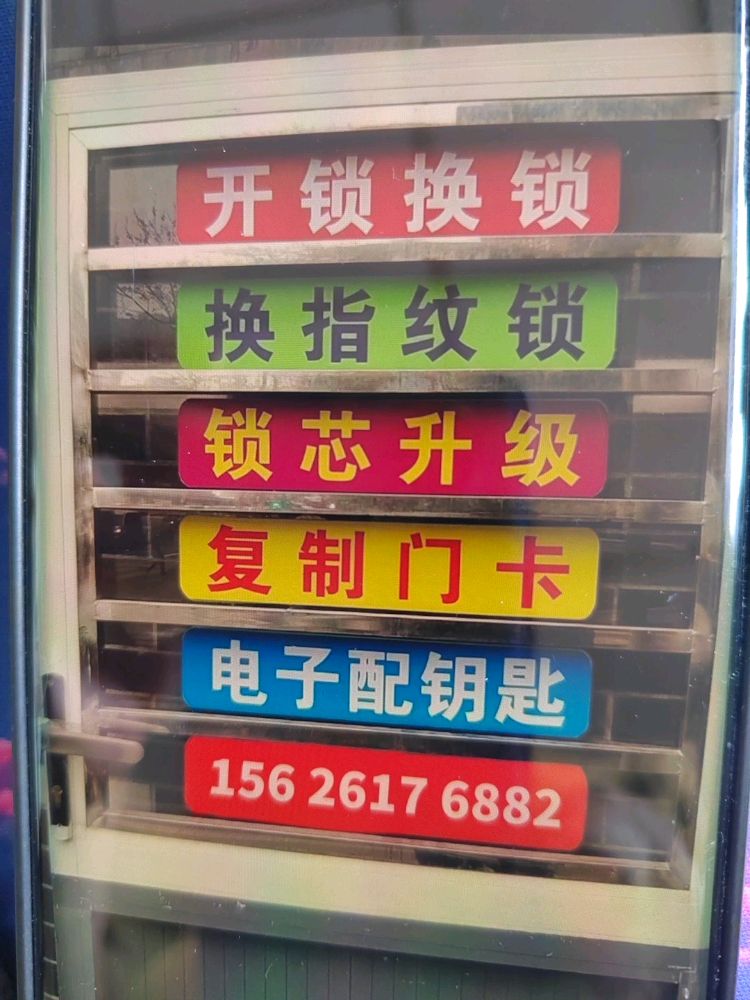 开锁换锁
换指纹锁
锁芯升级
复制门卡
电子配钥匙
156 2617 6882